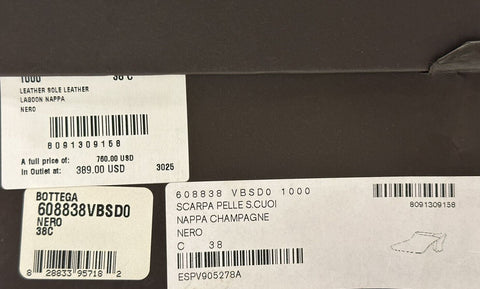 1000 38 C
LEATHER SOLE LEATHER
LAGOON NAPPA
NERO
8091309158
A full price of: 760.00 USD
In Outlet at: 389.00 USD 3025
BOTTEGA
608838VBSD0
NERO
38C
8 28833 95718 2
608838 VBSD0 1000
SCARPA PELLE S.CUOI
NAPPA CHAMPAGNE
NERO
C 38
ESPV905278A
8091309158